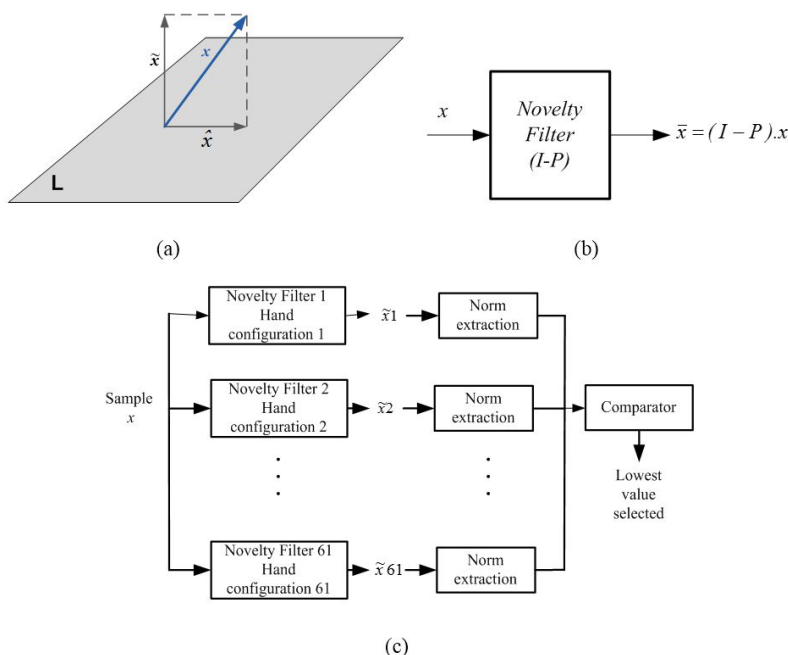 x̃
x
x̂
L
(a)
x
Novelty
Filter
(I-P)
x̄ = (I − P).x
(b)
Sample
x
Novelty Filter 1
Hand
configuration 1
x̃1
Norm
extraction
Novelty Filter 2
Hand
configuration 2
x̃2
Norm
extraction
Comparator
Lowest
value
selected
Novelty Filter 61
Hand
configuration 61
x̃ 61
Norm
extraction
(c)